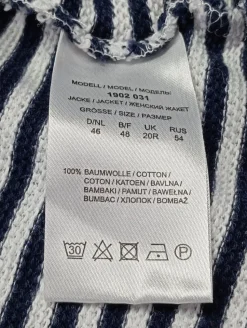 MODELL / MODEL / МОДЕЛЬ
1902 031
JACKE / JACKET / ЖЕНСКИЙ ЖАКЕТ
GRÖSSE / SIZE / РАЗМЕР
D/NL B/F UK RUS
46 48 20R 54
100% BAUMWOLLE / COTTON /
COTON / KATOEN / BAVLNA /
BAMBAKI / PAMUT / BAWEŁNA /
BUMBAC / ХЛОПОК / BOMBAŽ
30